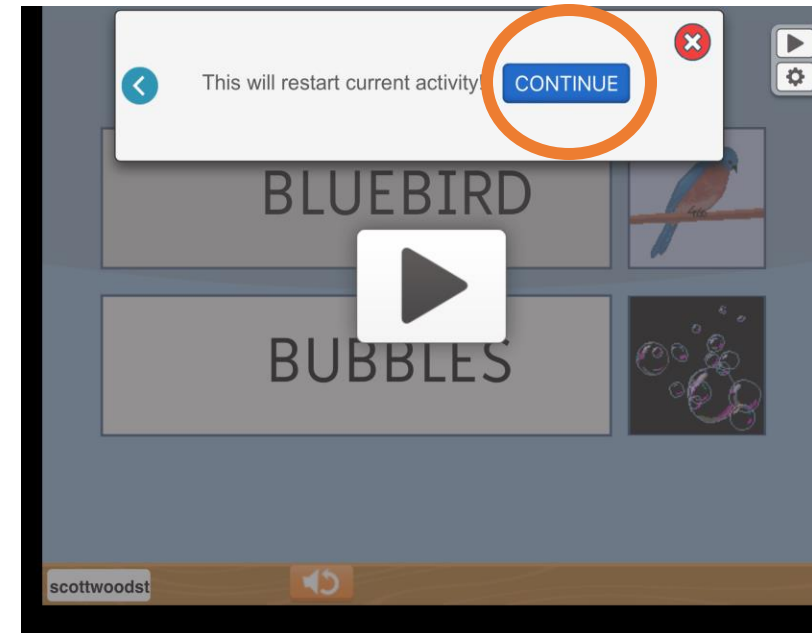 This will restart current activity! CONTINUE
BLUEBIRD
BUBBLES
scottwoodst